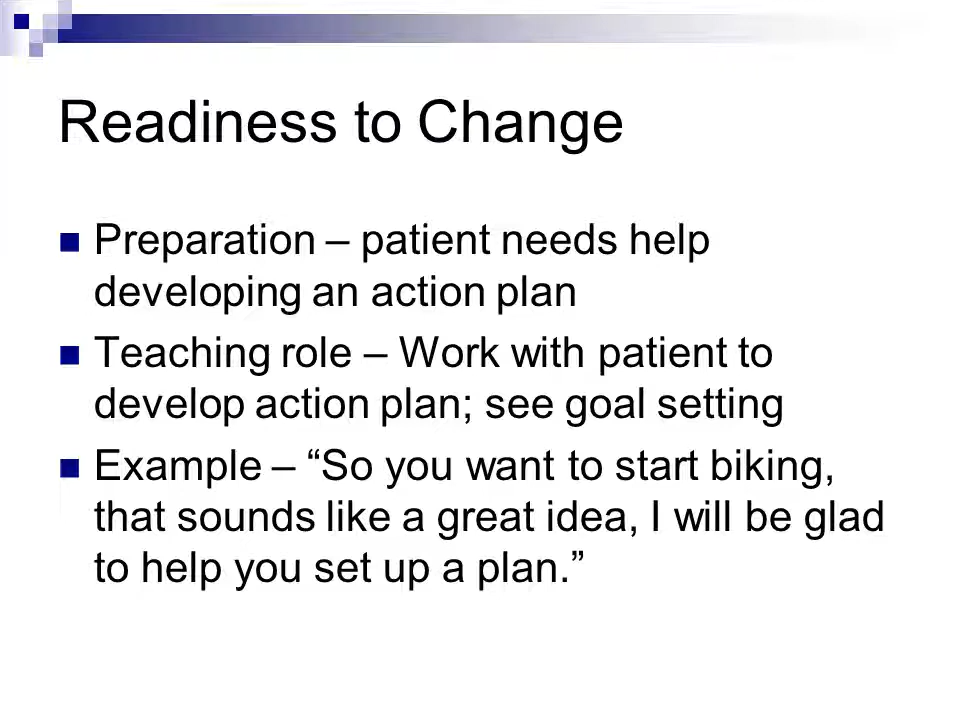 Readiness to Change
Preparation – patient needs help
developing an action plan
Teaching role – Work with patient to
develop action plan; see goal setting
Example – “So you want to start biking,
that sounds like a great idea, I will be glad
to help you set up a plan.”